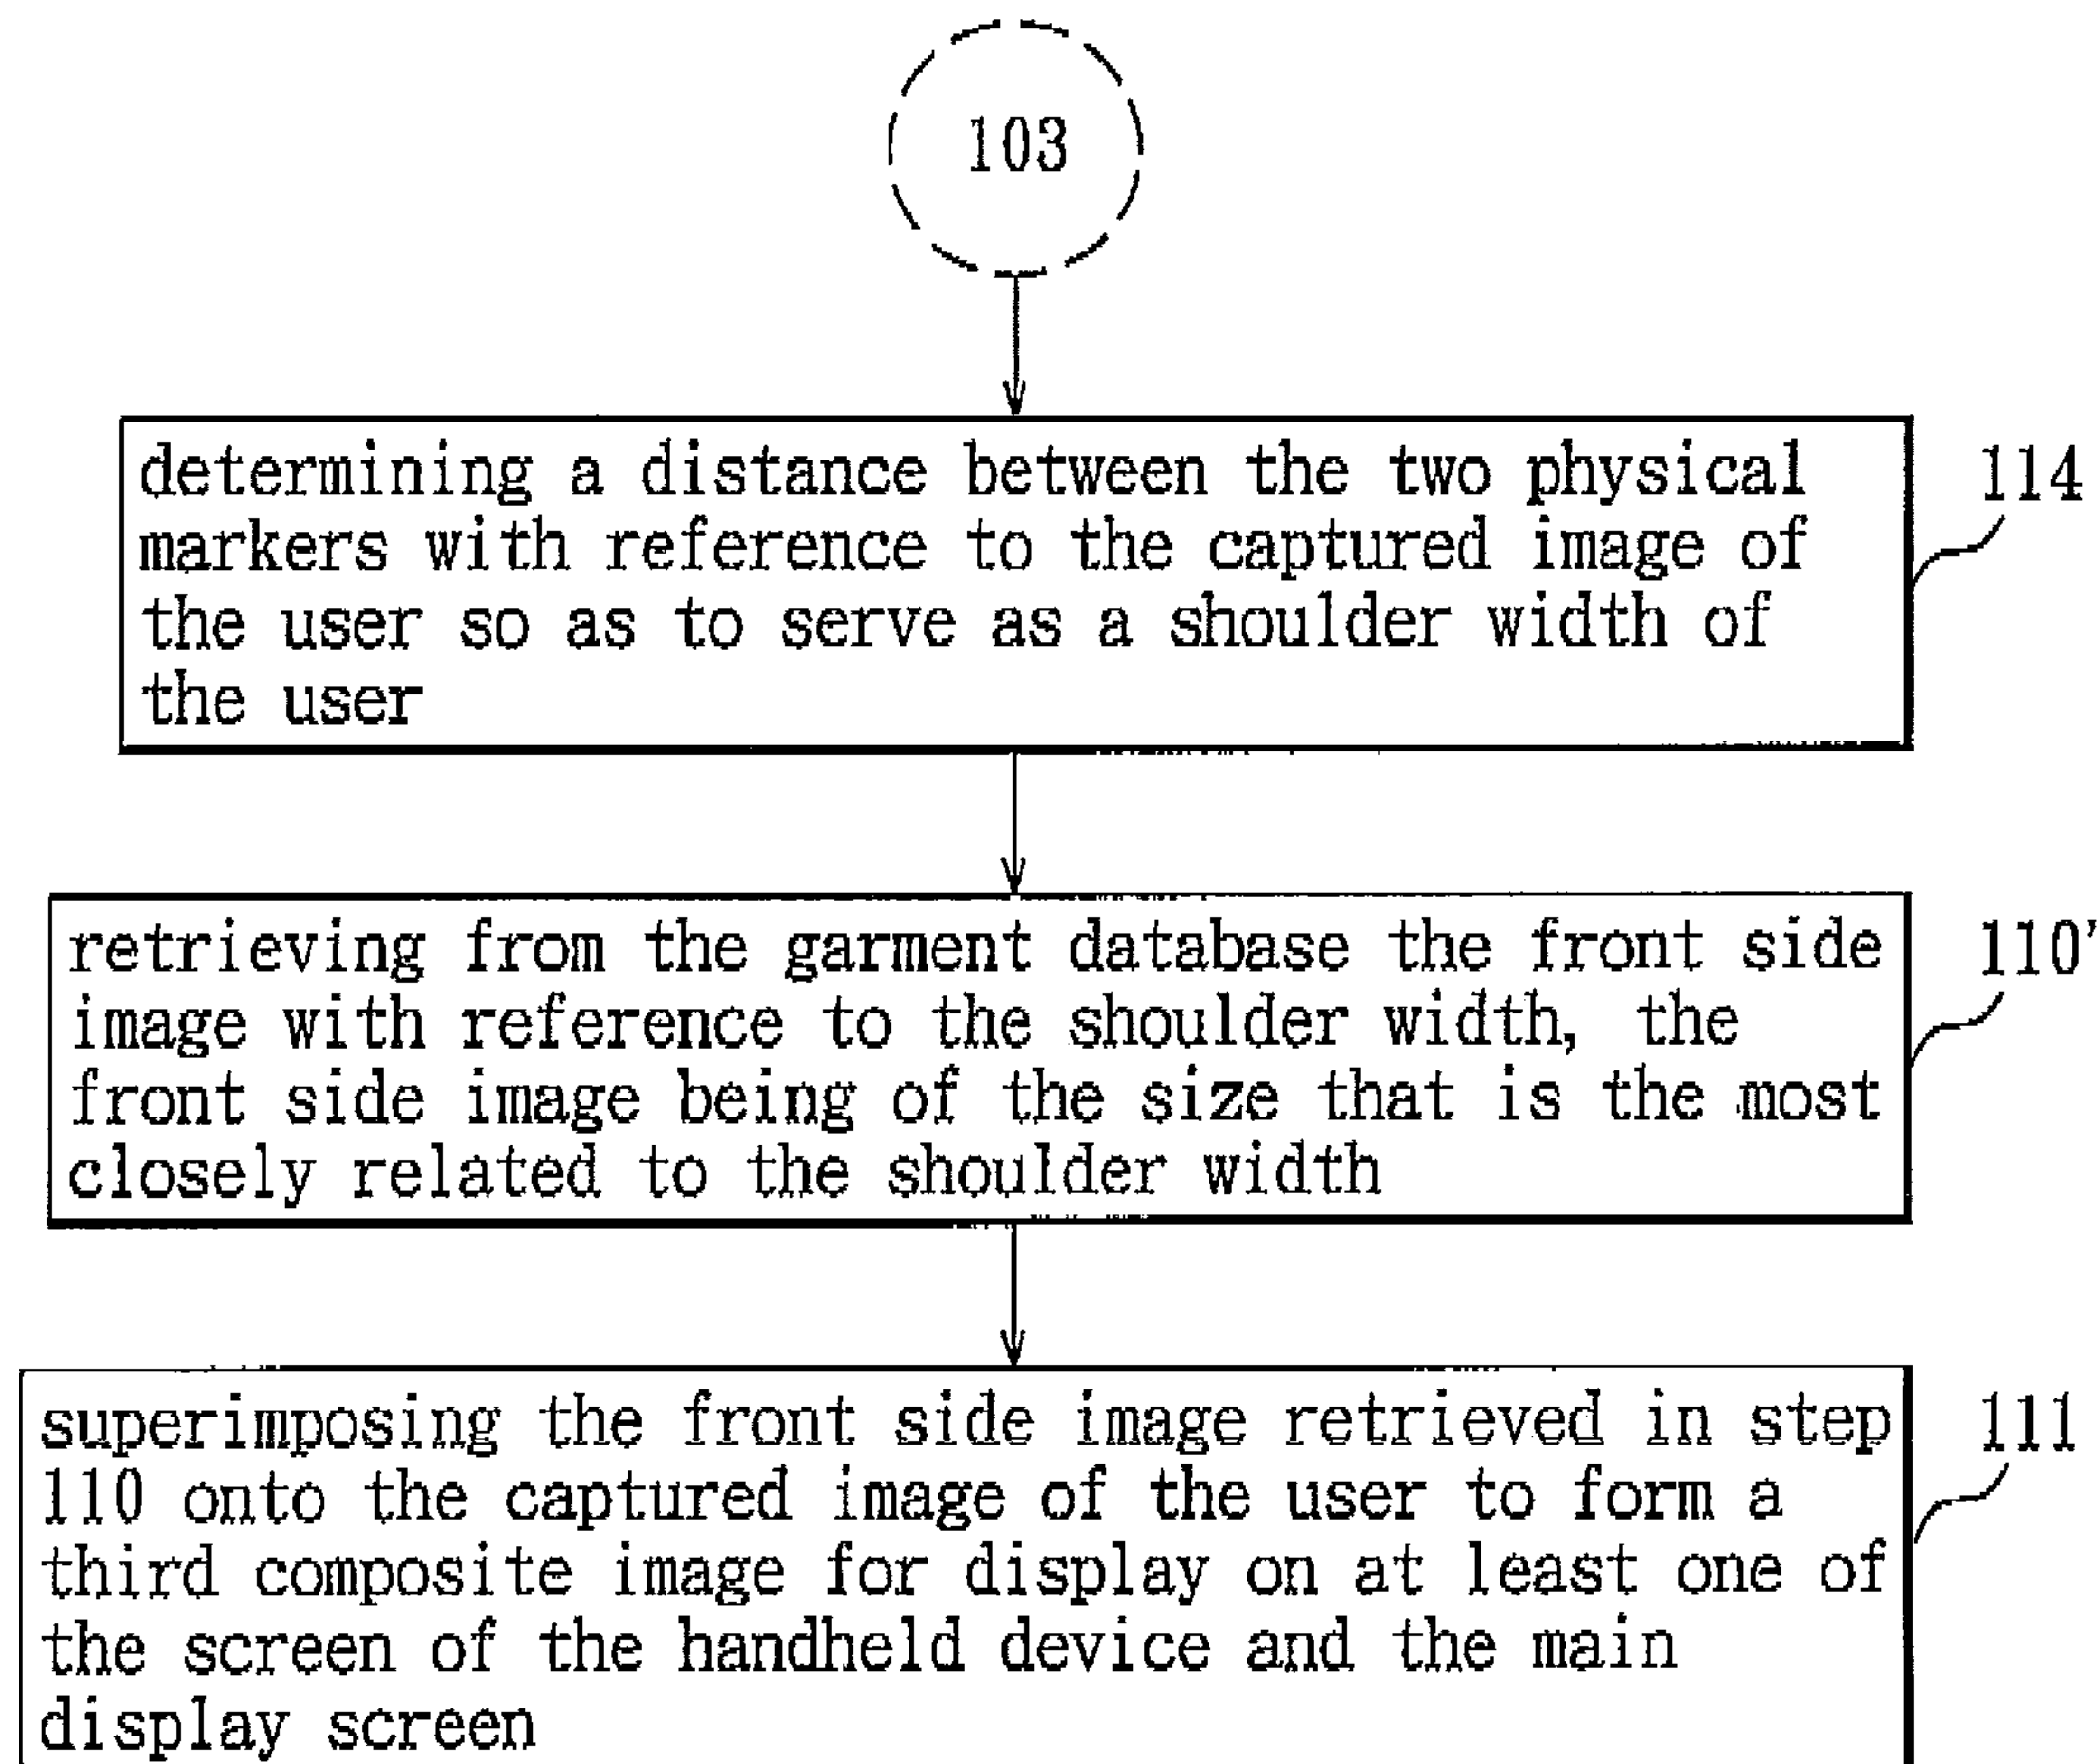 103
determining a distance between the two physical
markers with reference to the captured image of
the user so as to serve as a shoulder width of
the user
114
retrieving from the garment database the front side
image with reference to the shoulder width, the
front side image being of the size that is the most
closely related to the shoulder width
110'
superimposing the front side image retrieved in step
110 onto the captured image of the user to form a
third composite image for display on at least one of
the screen of the handheld device and the main
display screen
111